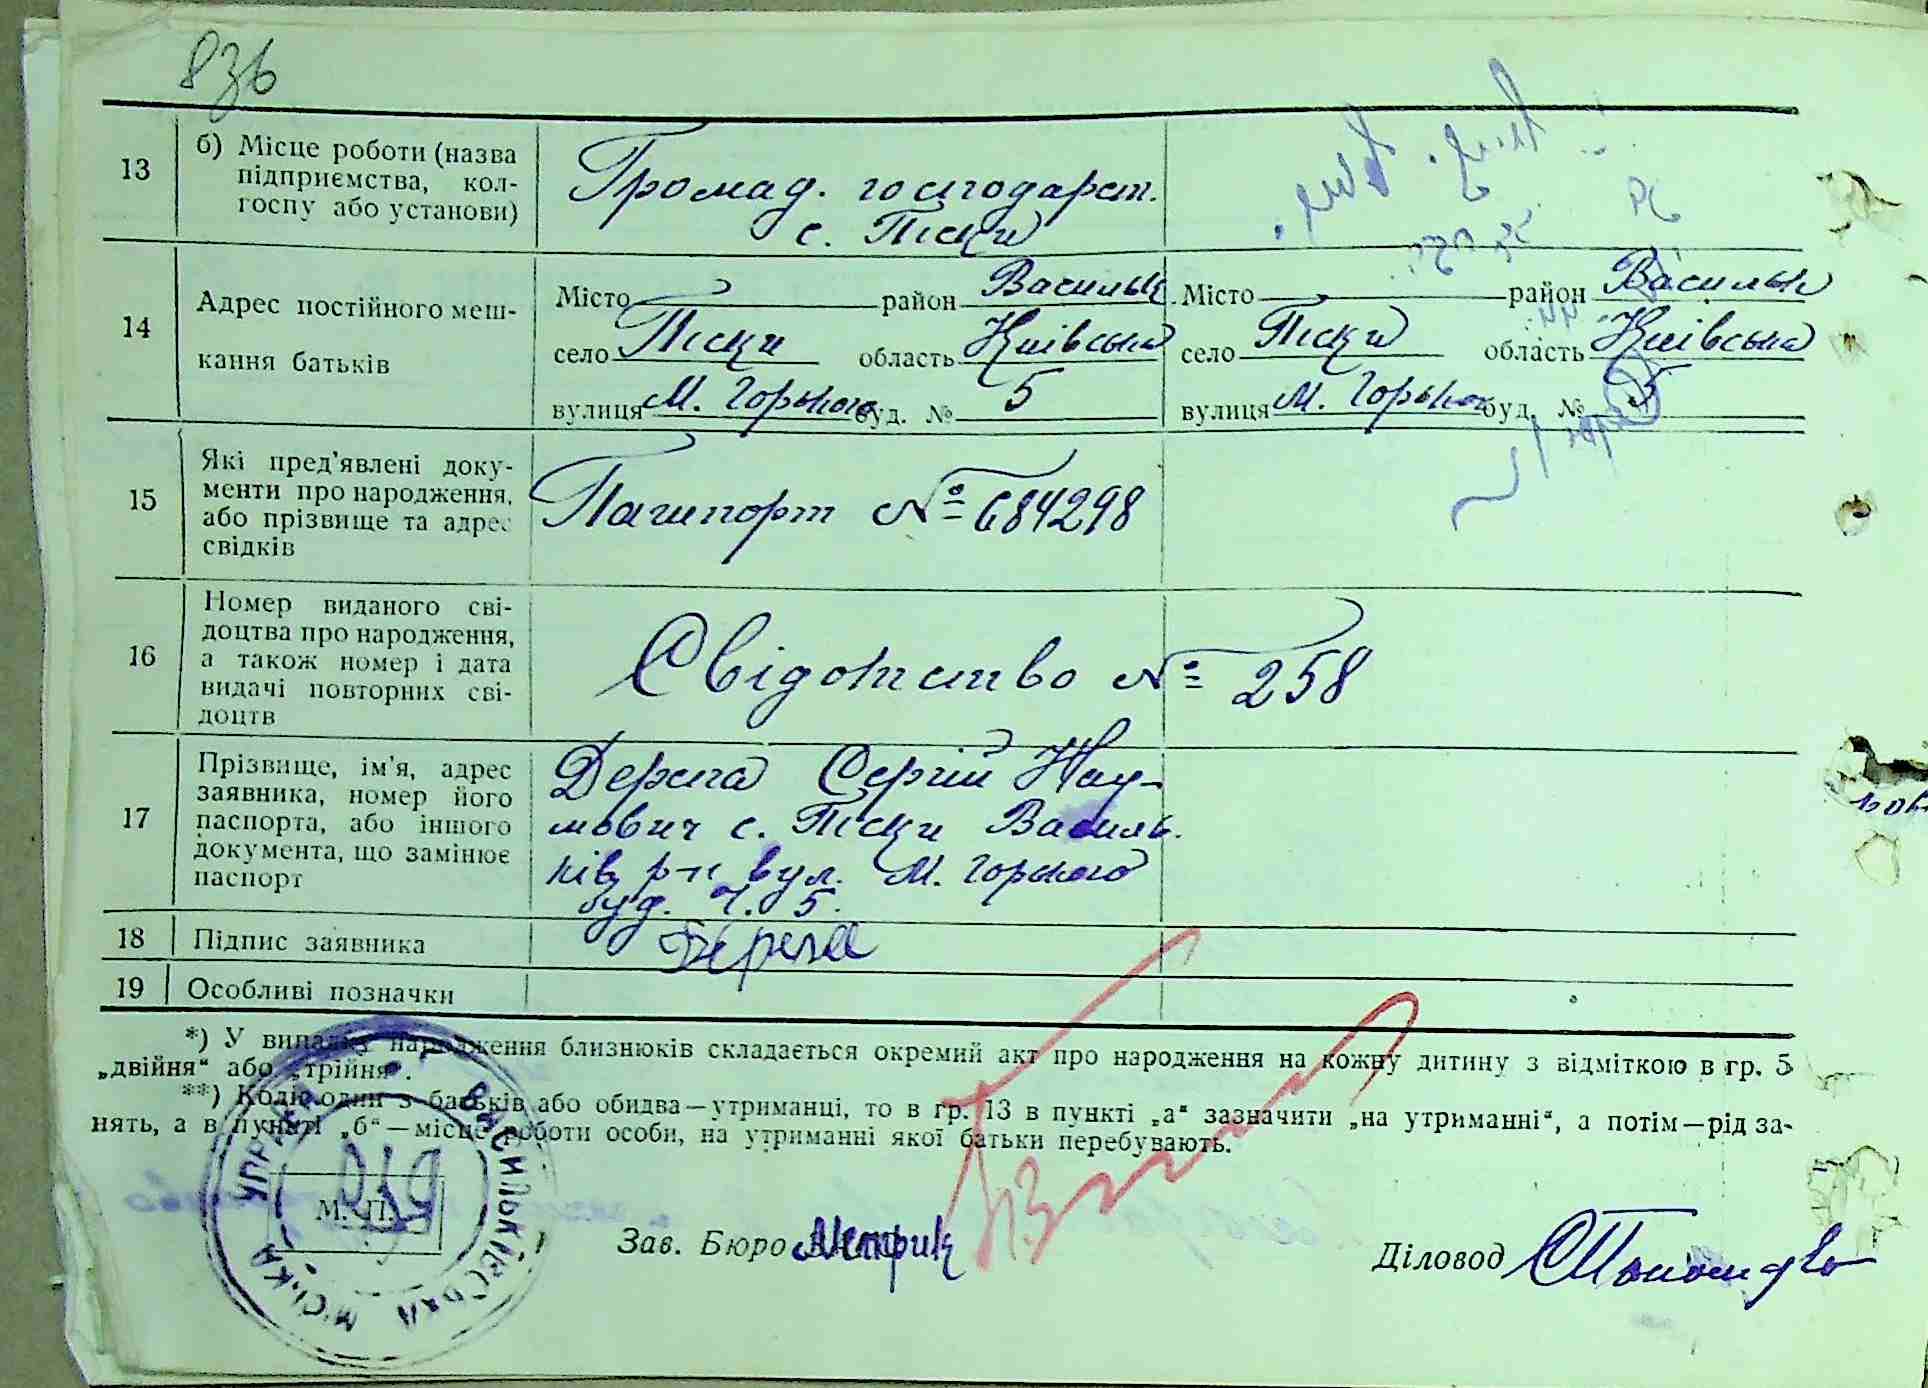 836
13
б) Місце роботи (назва
підприємства, кол-
госпу або установи)
Громад. господарст.
с. Піски
14
Адрес постійного меш-
кання батьків
Місто район Васильк. Місто район Васильк
село Піски область Київська село Піски область Київська
вулиця М. Горького буд. № 5 вулиця М. Горького буд. № 5
15
Які пред'явлені доку-
менти про народження,
або прізвище та адрес
свідків
Пашпорт № 684298
16
Номер виданого сві-
доцтва про народження,
а також номер і дата
видачі повторних сві-
доцтв
Свідотство № 258
17
Прізвище, ім'я, адрес
заявника, номер його
паспорта, або іншого
документа, що замінює
паспорт
Сергій Нау-
мович с. Піски Василь-
ків р-н вул. М. Горького
буд. ч. 5.
18 Підпис заявника
19 Особливі позначки
*) У випадку народження близнюків складається окремий акт про народження на кожну дитину з відміткою в гр. 5
„двійня“ або „трійня“.
**) Коли один з батьків або обидва—утриманці, то в гр. 13 в пункті „а“ зазначити „на утриманні“, а потім—рід за-
нять, а в пункті „б“—місце роботи особи, на утриманні якої батьки перебувають.
ВАСИЛЬКІВСЬКА МІСЬКА УПРАВА
М. П.
Зав. Бюро Метрик
Діловод